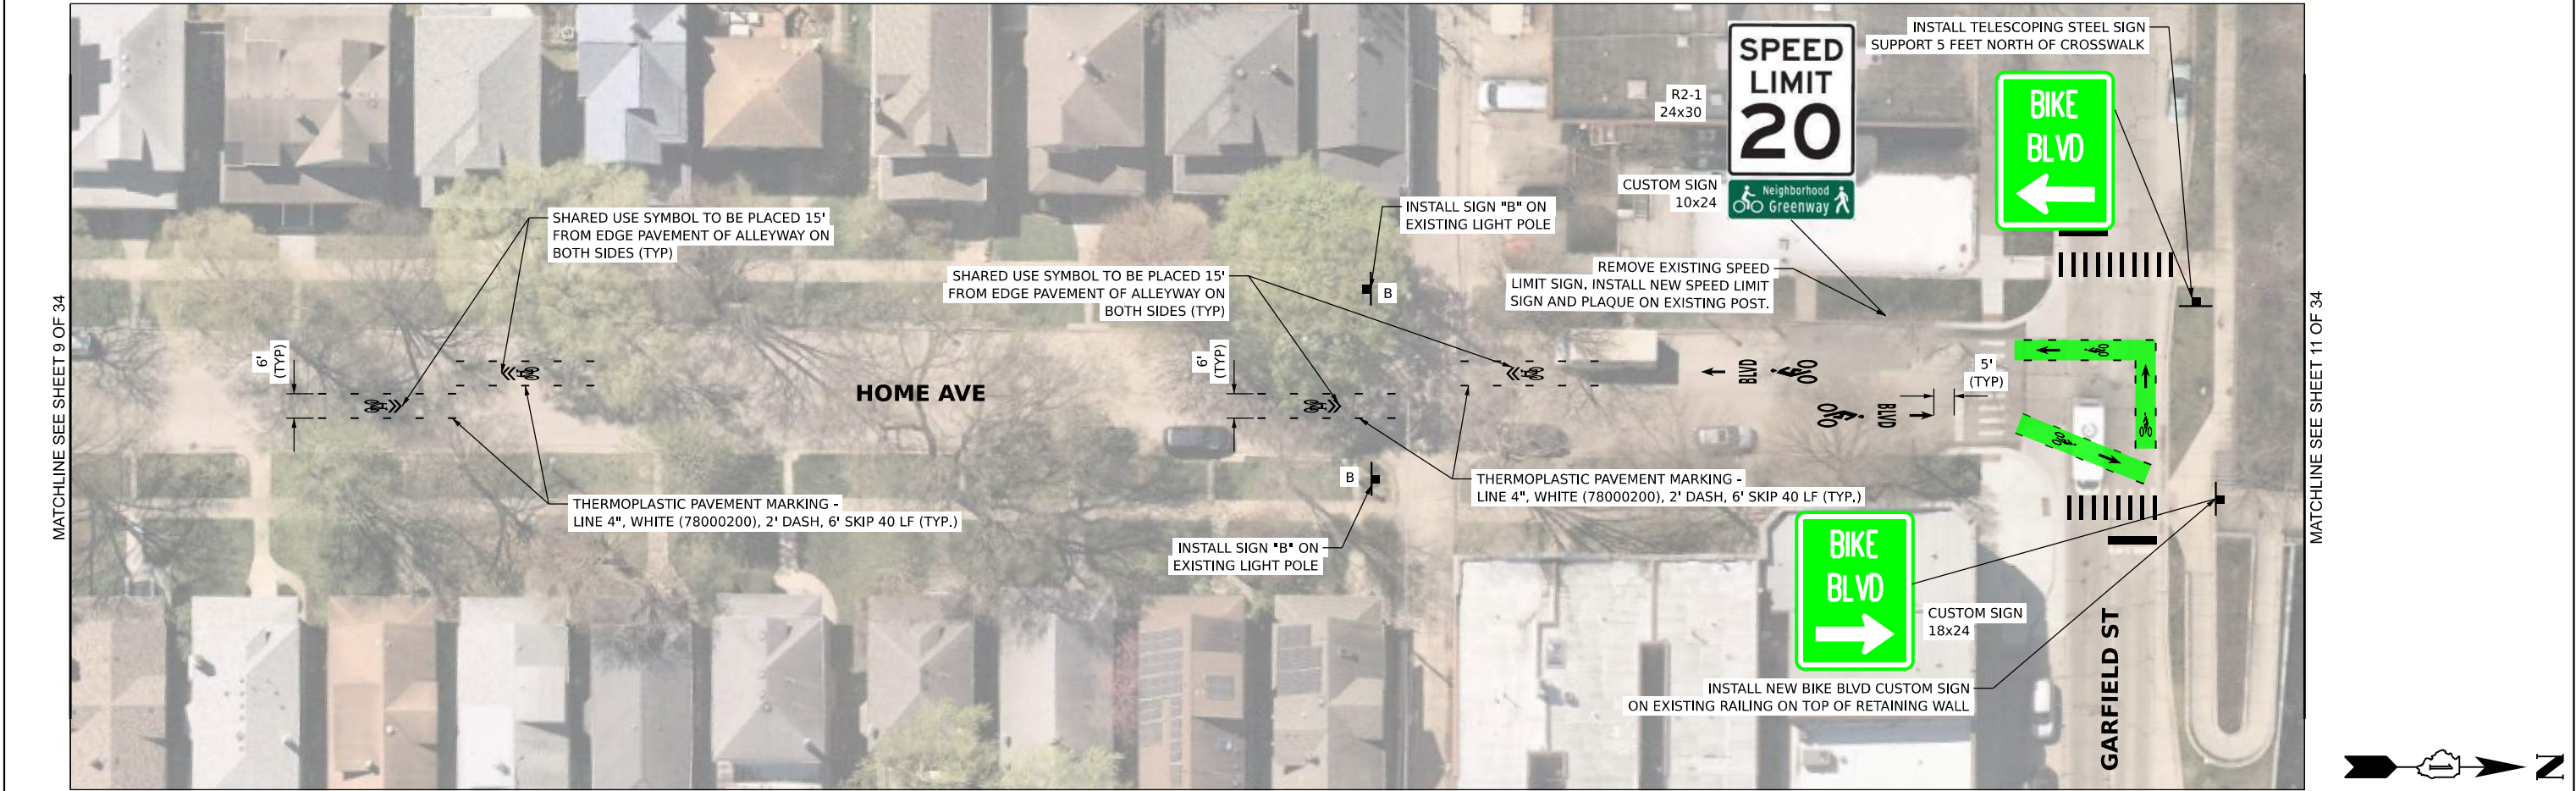 INSTALL TELESCOPING STEEL SIGN
SUPPORT 5 FEET NORTH OF CROSSWALK
SPEED
LIMIT
20
R2-1
24x30
BIKE
BLVD
CUSTOM SIGN
10x24
Neighborhood
Greenway
SHARED USE SYMBOL TO BE PLACED 15'
FROM EDGE PAVEMENT OF ALLEYWAY ON
BOTH SIDES (TYP)
INSTALL SIGN "B" ON
EXISTING LIGHT POLE
B
SHARED USE SYMBOL TO BE PLACED 15'
FROM EDGE PAVEMENT OF ALLEYWAY ON
BOTH SIDES (TYP)
REMOVE EXISTING SPEED
LIMIT SIGN, INSTALL NEW SPEED LIMIT
SIGN AND PLAQUE ON EXISTING POST.
MATCHLINE SEE SHEET 9 OF 34
MATCHLINE SEE SHEET 11 OF 34
6'
(TYP)
6'
(TYP)
HOME AVE
BLVD
BLVD
5'
(TYP)
B
THERMOPLASTIC PAVEMENT MARKING -
LINE 4", WHITE (78000200), 2' DASH, 6' SKIP 40 LF (TYP.)
THERMOPLASTIC PAVEMENT MARKING -
LINE 4", WHITE (78000200), 2' DASH, 6' SKIP 40 LF (TYP.)
INSTALL SIGN "B" ON
EXISTING LIGHT POLE
BIKE
BLVD
CUSTOM SIGN
18x24
INSTALL NEW BIKE BLVD CUSTOM SIGN
ON EXISTING RAILING ON TOP OF RETAINING WALL
GARFIELD ST
N